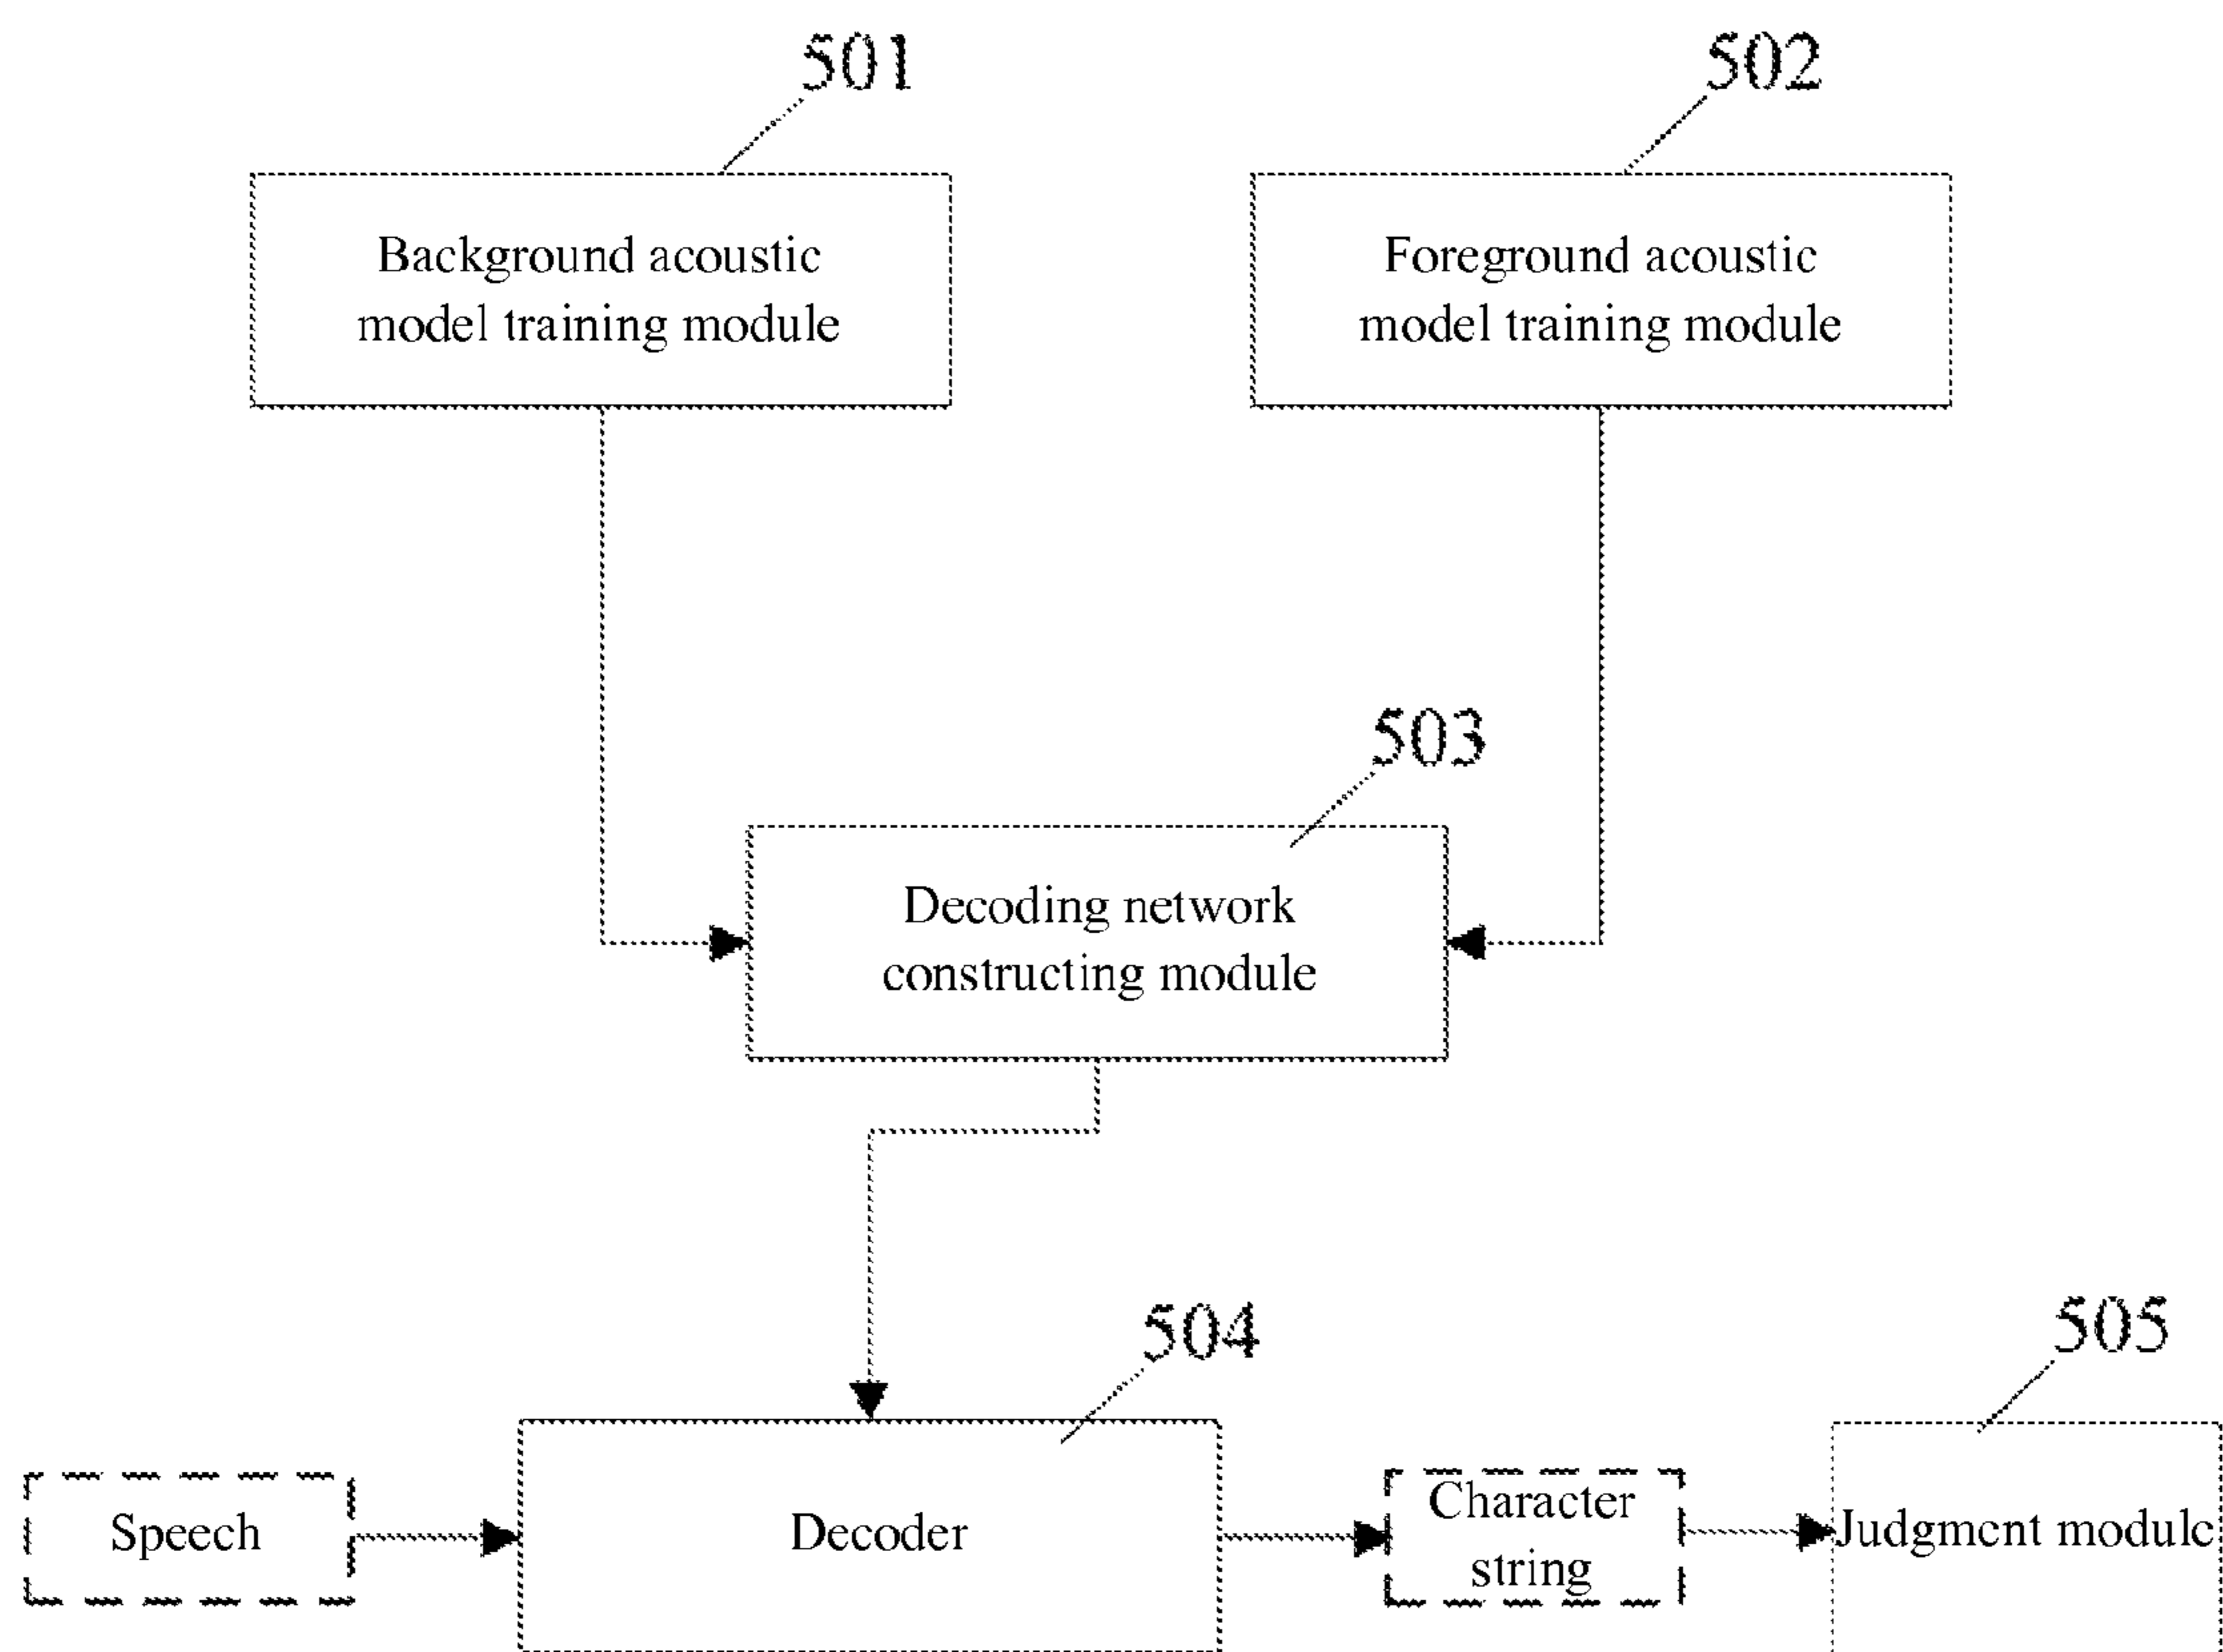 501
502
Background acoustic
model training module
Foreground acoustic
model training module
503
Decoding network
constructing module
504
505
Speech
Decoder
Character
string
Judgment module